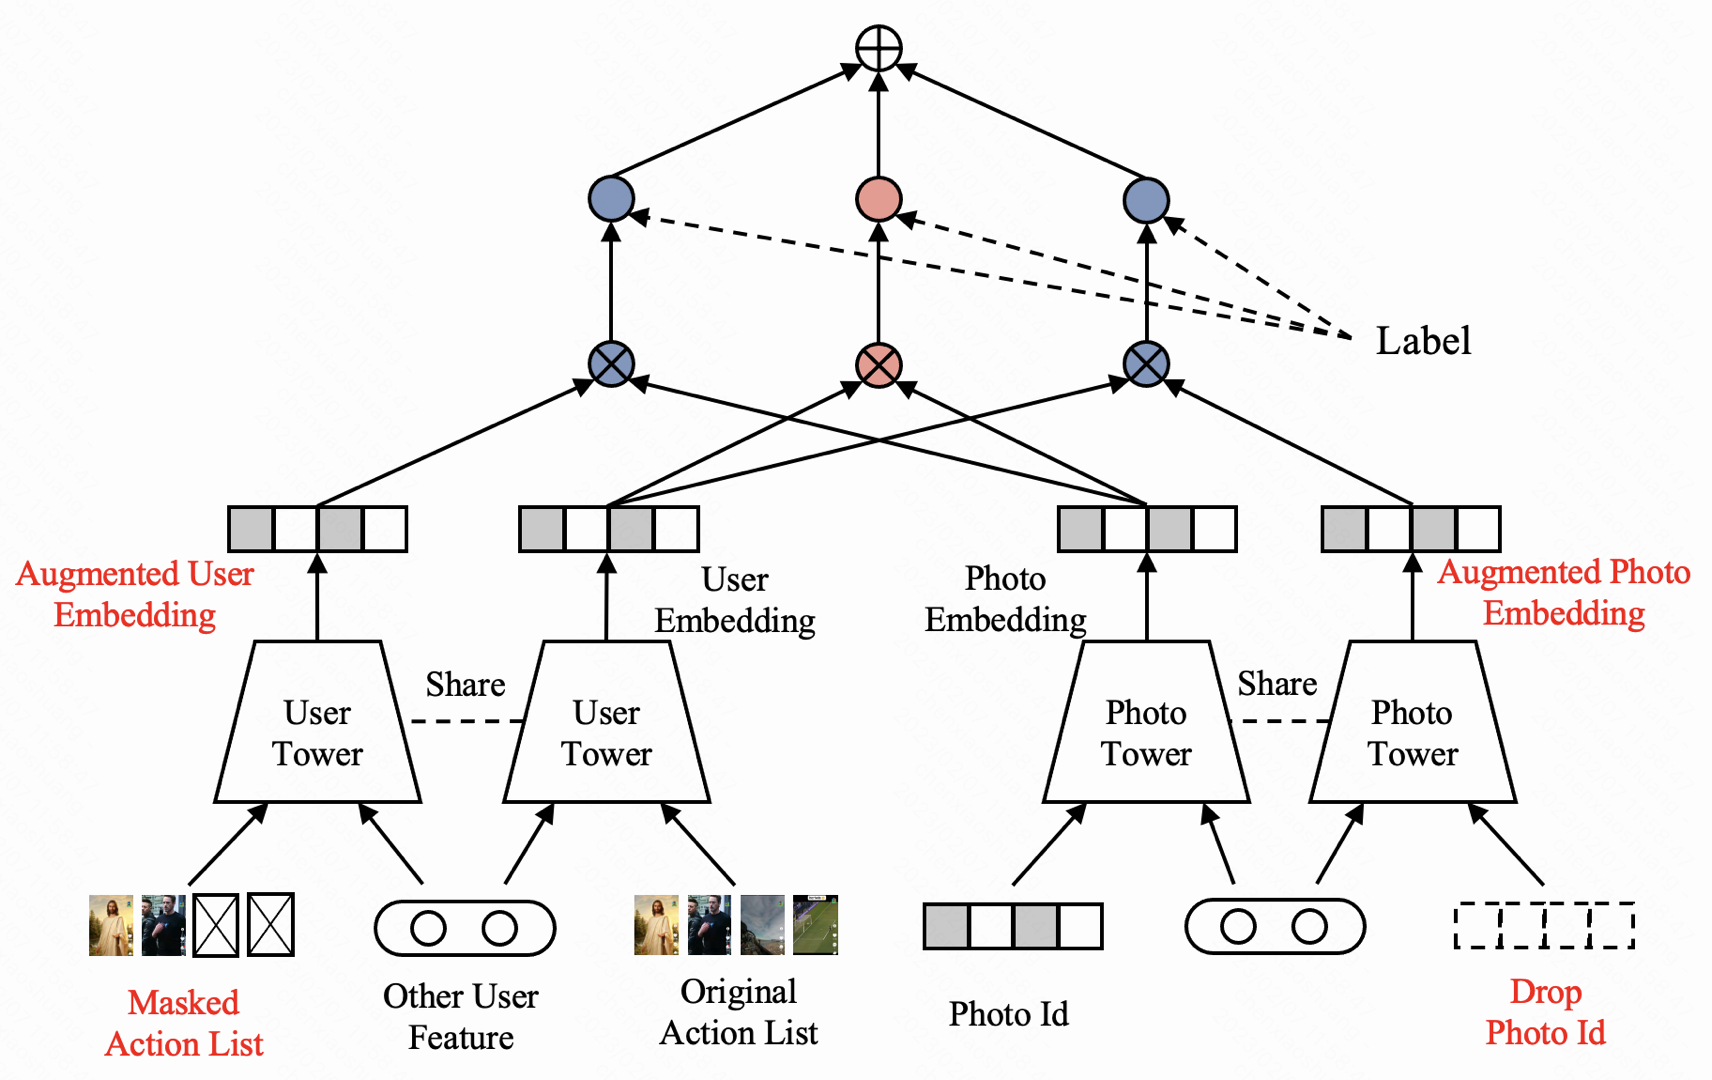 Label
Augmented User
Embedding
User
Embedding
Photo
Embedding
Augmented Photo
Embedding
User
Tower
Share
User
Tower
Photo
Tower
Share
Photo
Tower
Masked
Action List
Other User
Feature
Original
Action List
Photo Id
Drop
Photo Id